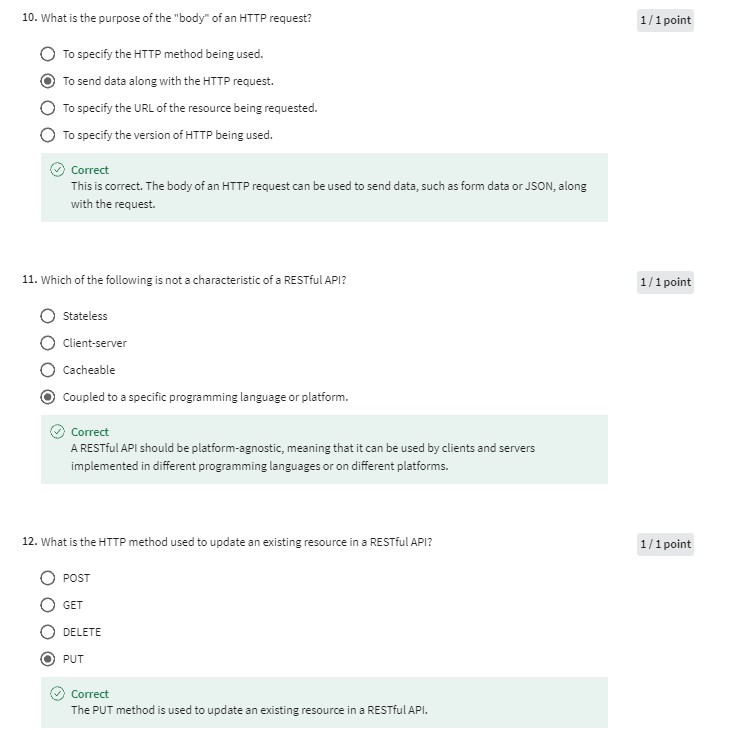 10. What is the purpose of the "body" of an HTTP request?
1 / 1 point
To specify the HTTP method being used.
To send data along with the HTTP request.
To specify the URL of the resource being requested.
To specify the version of HTTP being used.
Correct
This is correct. The body of an HTTP request can be used to send data, such as form data or JSON, along
with the request.
11. Which of the following is not a characteristic of a RESTful API?
1 / 1 point
Stateless
Client-server
Cacheable
Coupled to a specific programming language or platform.
Correct
A RESTful API should be platform-agnostic, meaning that it can be used by clients and servers
implemented in different programming languages or on different platforms.
12. What is the HTTP method used to update an existing resource in a RESTful API?
1 / 1 point
POST
GET
DELETE
PUT
Correct
The PUT method is used to update an existing resource in a RESTful API.